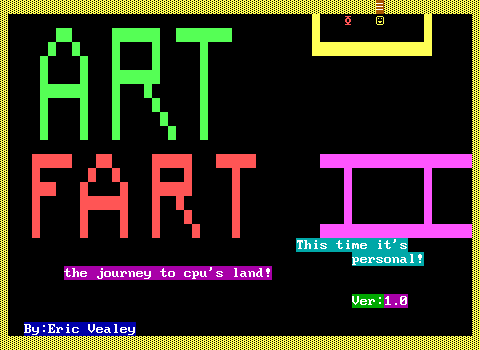 ART
FART II
This time it's
personal!
the journey to cpu's land!
Ver:1.0
By:Eric Vealey